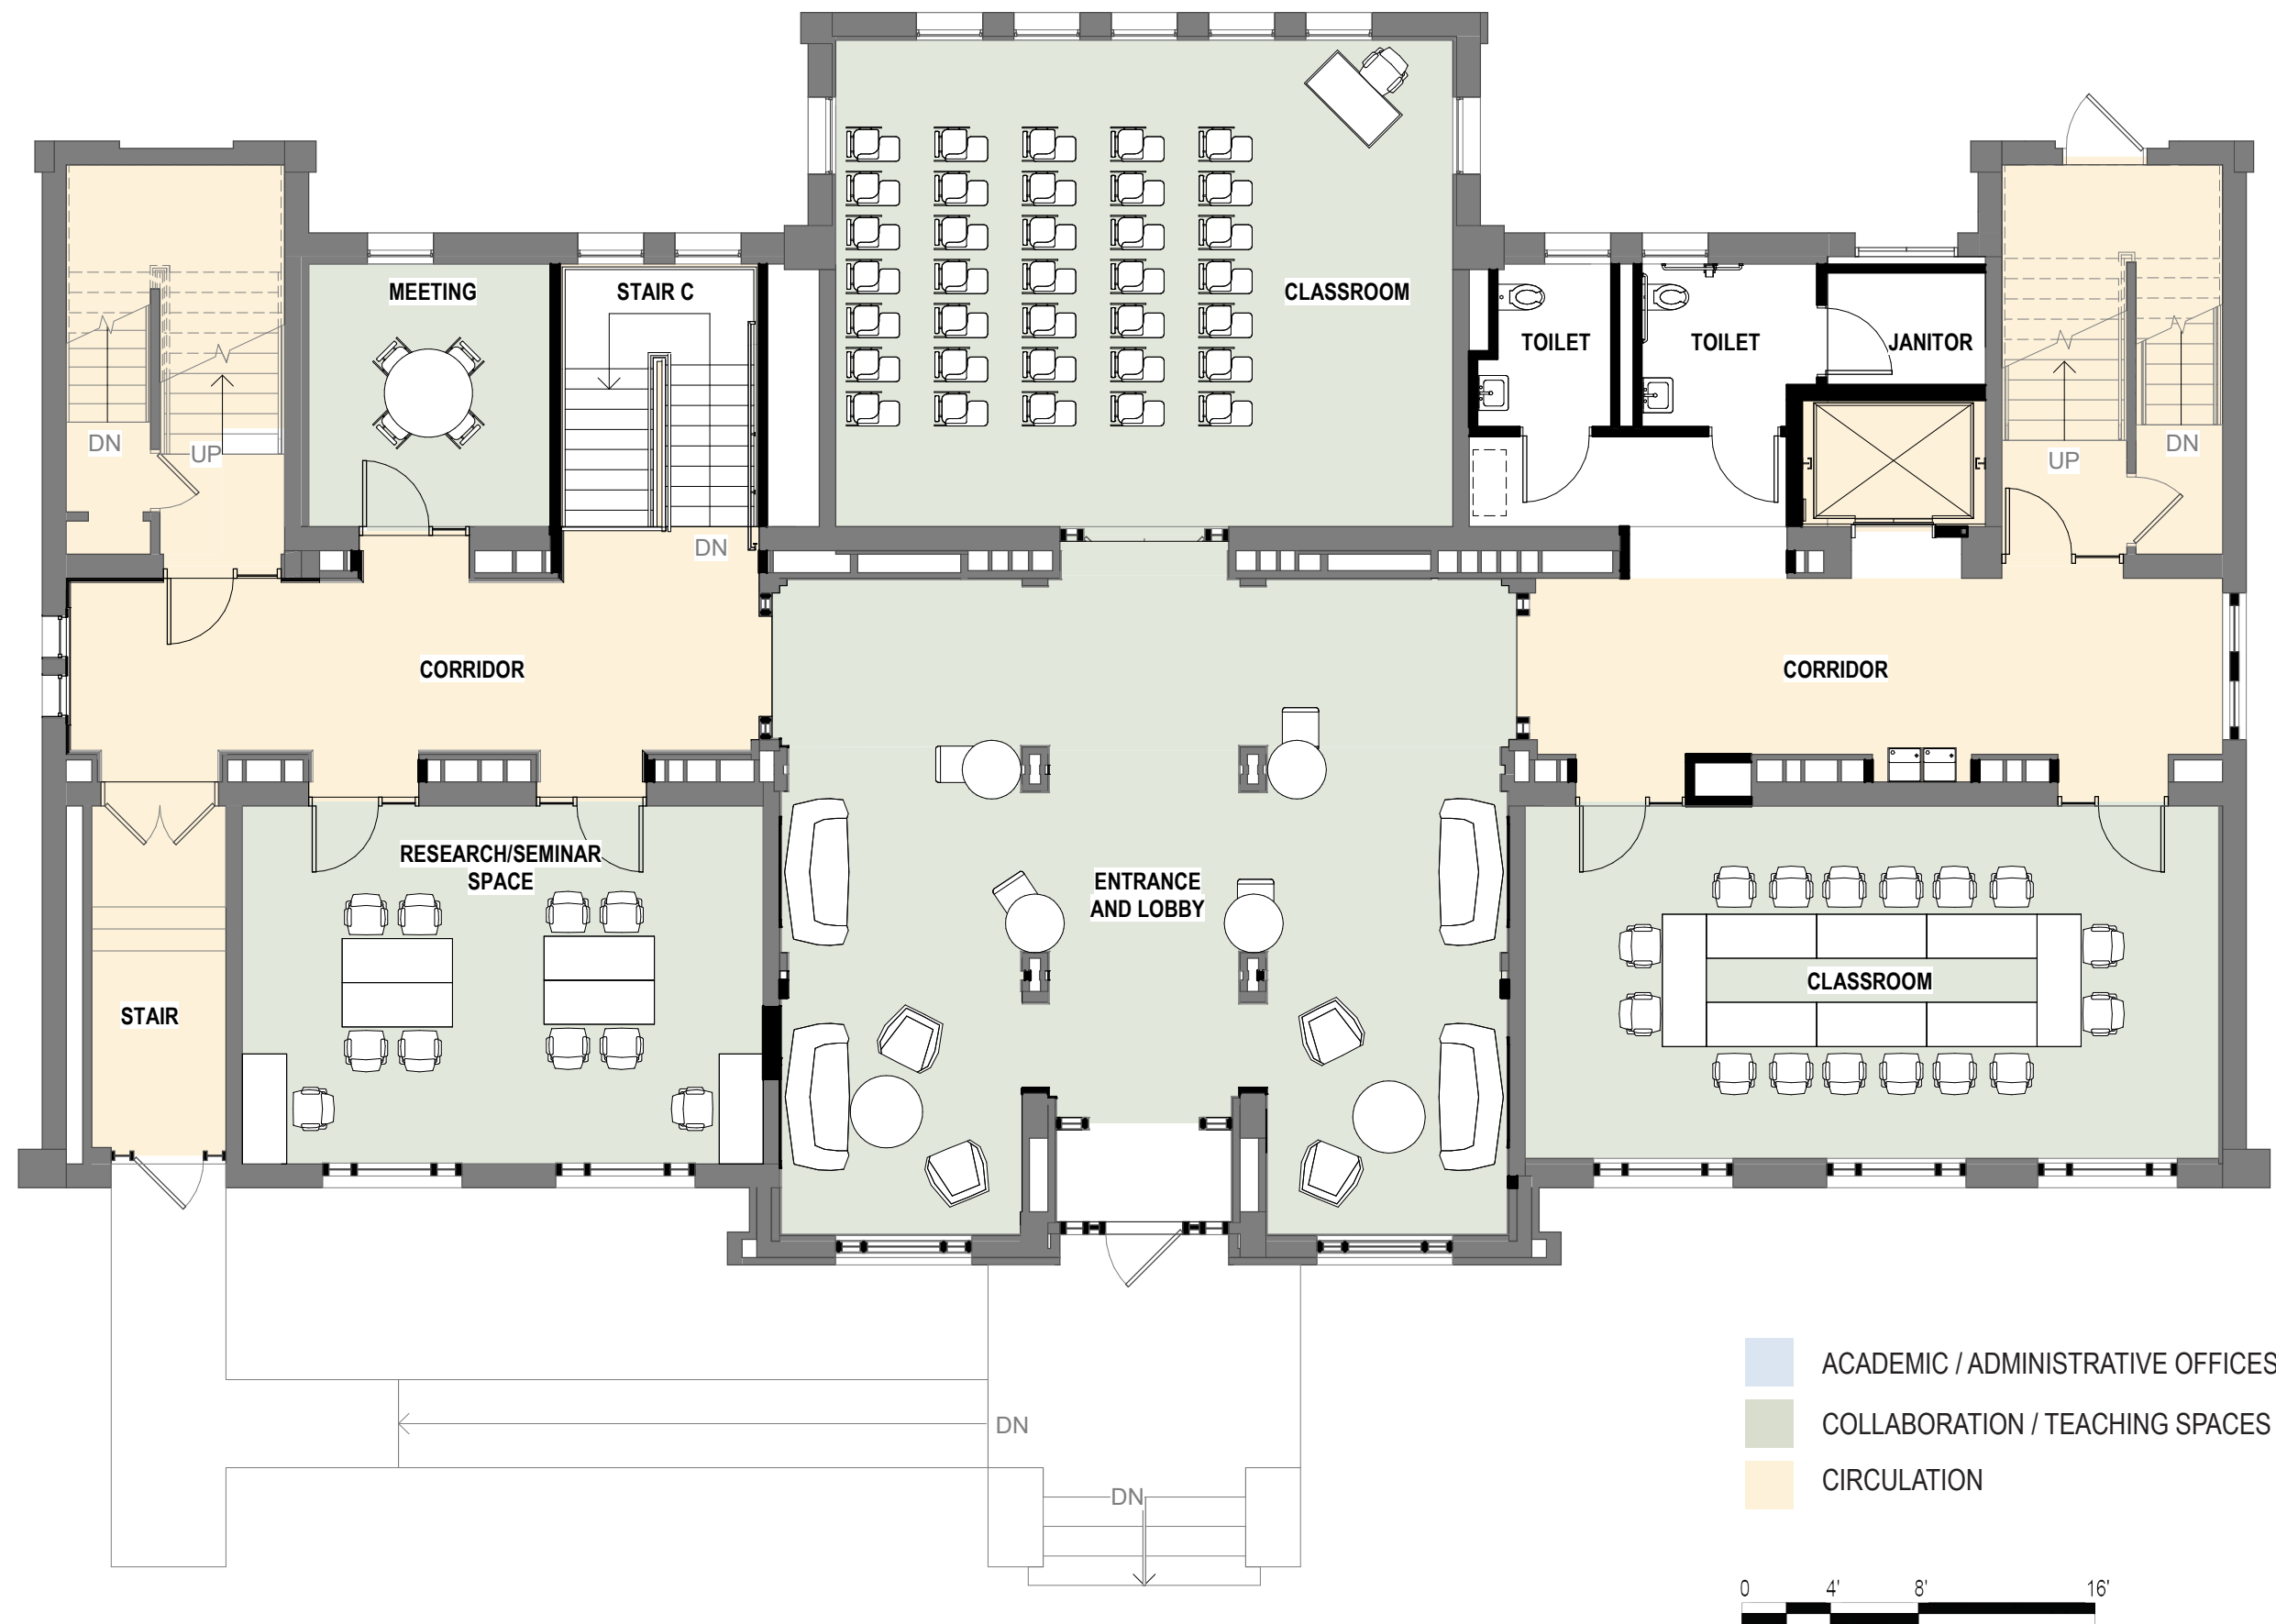 MEETING
STAIR C
CLASSROOM
TOILET
TOILET
JANITOR
DN
UP
UP
DN
DN
CORRIDOR
CORRIDOR
RESEARCH/SEMINAR
SPACE
ENTRANCE
AND LOBBY
CLASSROOM
STAIR
ACADEMIC / ADMINISTRATIVE OFFICES
COLLABORATION / TEACHING SPACES
DN
CIRCULATION
DN
0 4' 8' 16'